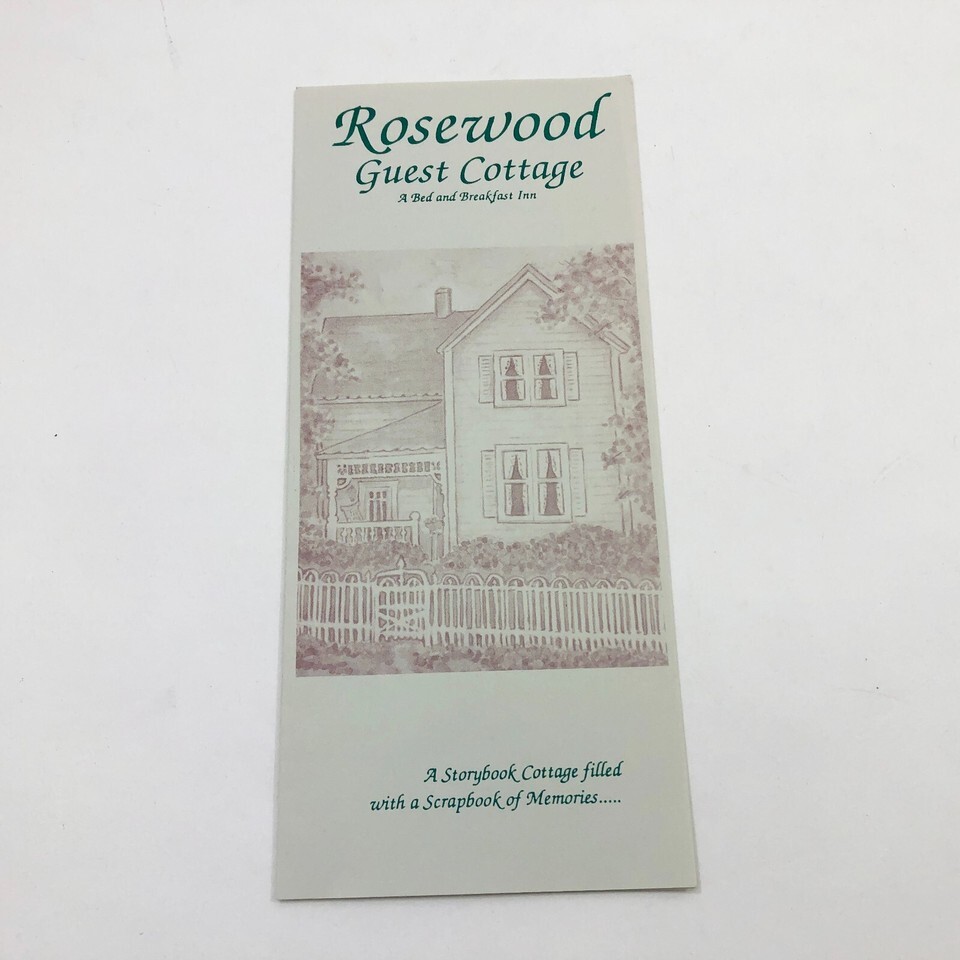 Rosewood
Guest Cottage
A Bed and Breakfast Inn
A Storybook Cottage filled
with a Scrapbook of Memories.....